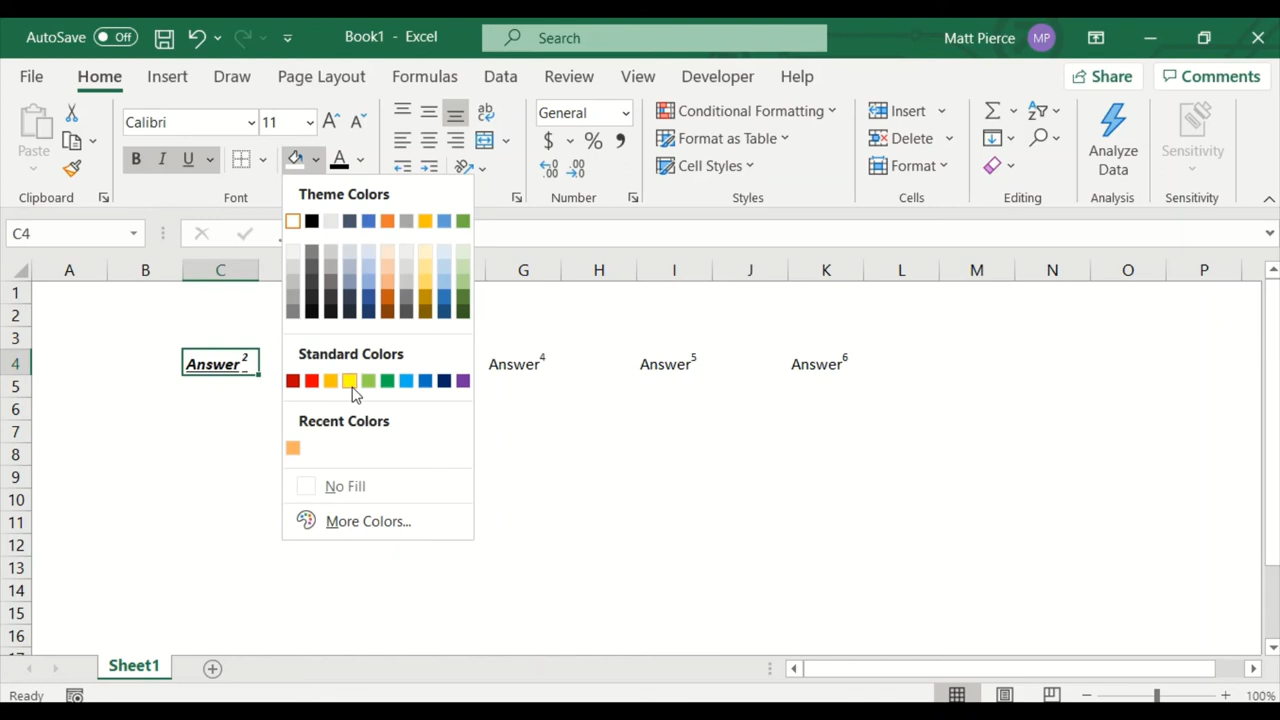 AutoSave Off Book1 - Excel Search Matt Pierce MP
File Home Insert Draw Page Layout Formulas Data Review View Developer Help Share Comments
Paste Calibri 11 A^ A˅ ab General Conditional Formatting Insert Σ AZ
B I U A $ % , Format as Table Delete Analyze Data Sensitivity
Cell Styles Format
Clipboard Font Number Styles Cells Editing Analysis Sensitivity
C4
A B C G H I J K L M N O P
1
2
3
4 Answer² Answer⁴ Answer⁵ Answer⁶
5
6
7
8
9
10
11
12
13
14
15
16
Theme Colors
Standard Colors
Recent Colors
No Fill
More Colors...
Sheet1
Ready 100%